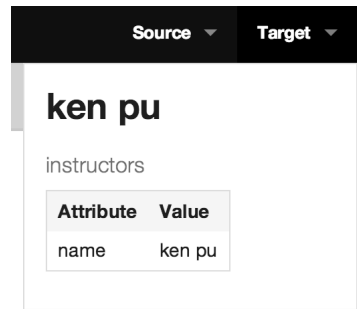 Source Target
ken pu
instructors
Attribute Value
name ken pu